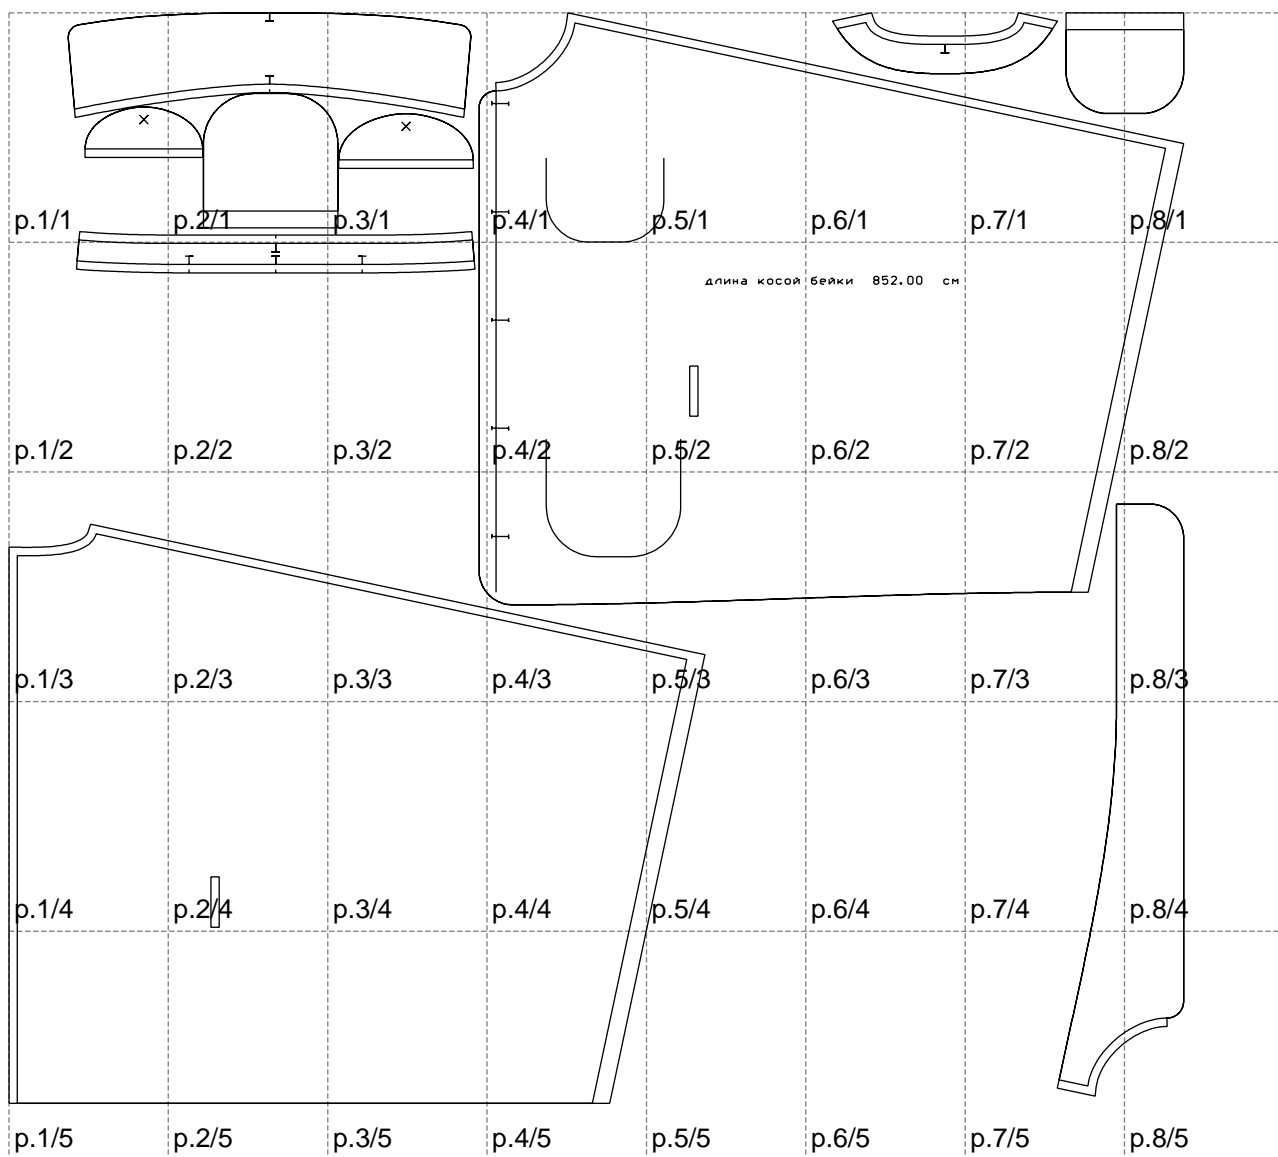 p.1/1 p.2/1 p.3/1 p.4/1 p.5/1 p.6/1 p.7/1 p.8/1
длина косой бейки 852.00 см
p.1/2 p.2/2 p.3/2 p.4/2 p.5/2 p.6/2 p.7/2 p.8/2
p.1/3 p.2/3 p.3/3 p.4/3 p.5/3 p.6/3 p.7/3 p.8/3
p.1/4 p.2/4 p.3/4 p.4/4 p.5/4 p.6/4 p.7/4 p.8/4
p.1/5 p.2/5 p.3/5 p.4/5 p.5/5 p.6/5 p.7/5 p.8/5